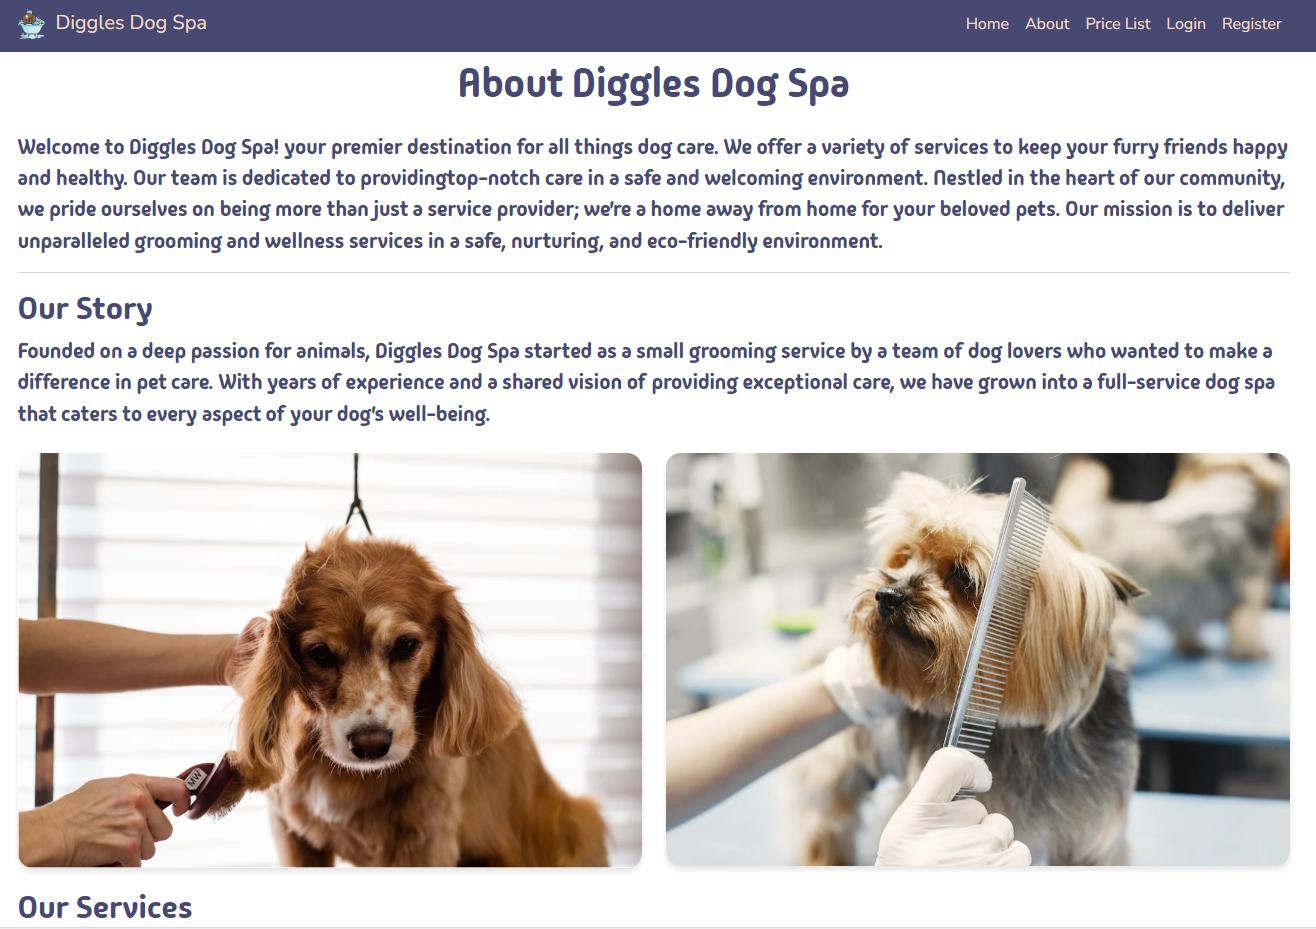 Diggles Dog Spa
Home About Price List Login Register
About Diggles Dog Spa
Welcome to Diggles Dog Spa! your premier destination for all things dog care. We offer a variety of services to keep your furry friends happy
and healthy. Our team is dedicated to providingtop-notch care in a safe and welcoming environment. Nestled in the heart of our community,
we pride ourselves on being more than just a service provider; we're a home away from home for your beloved pets. Our mission is to deliver
unparalleled grooming and wellness services in a safe, nurturing, and eco-friendly environment.
Our Story
Founded on a deep passion for animals, Diggles Dog Spa started as a small grooming service by a team of dog lovers who wanted to make a
difference in pet care. With years of experience and a shared vision of providing exceptional care, we have grown into a full-service dog spa
that caters to every aspect of your dog's well-being.
MW
Our Services